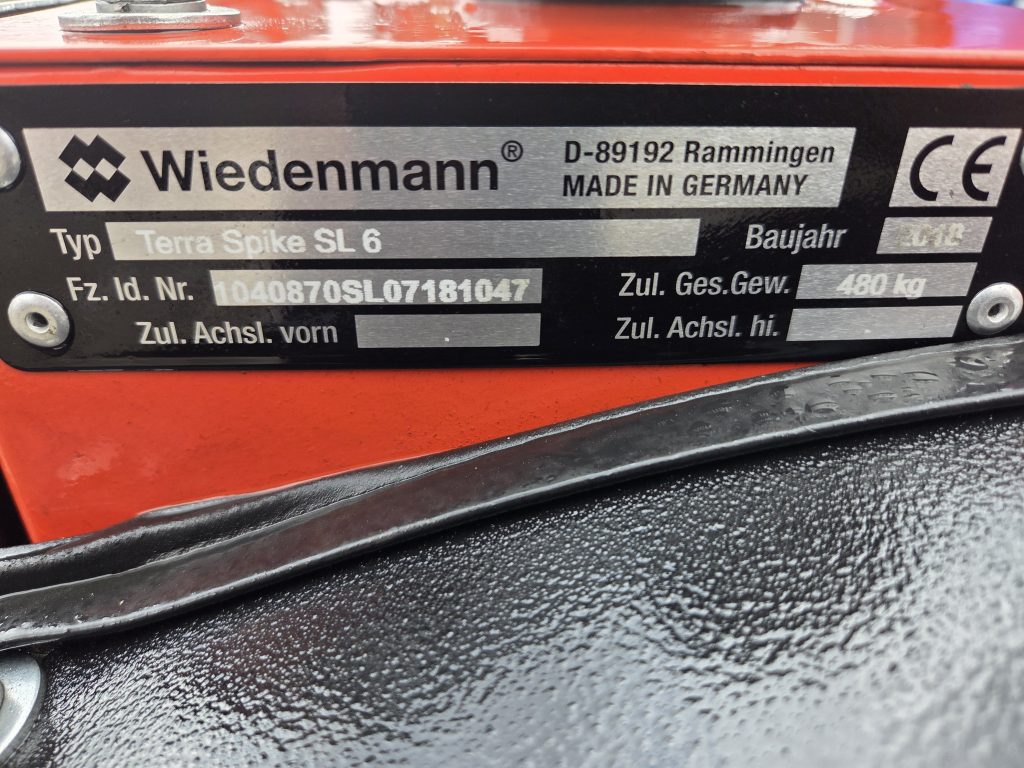 Wiedenmann® D-89192 Rammingen
MADE IN GERMANY
CE
Typ Terra Spike SL 6 Baujahr 2018
Fz. Id. Nr. 1040870SL07181047 Zul. Ges.Gew. 480 kg
Zul. Achsl. vorn Zul. Achsl. hi.